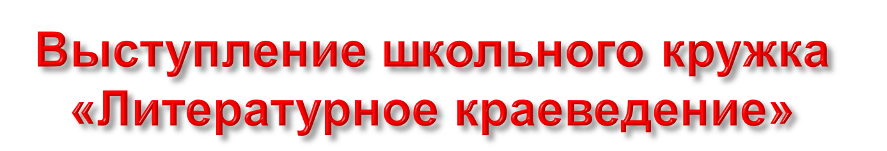 Выступление школьного кружка
«Литературное краеведение»